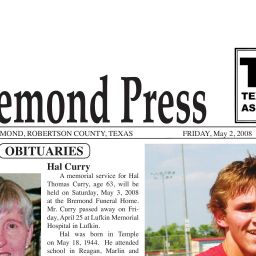 emond Press
TE
AS
MOND, ROBERTSON COUNTY, TEXAS FRIDAY, May 2, 2008
OBITUARIES
Hal Curry
A memorial service for Hal
Thomas Curry, age 63, will be
held on Saturday, May 3, 2008
at the Bremond Funeral Home.
Mr. Curry passed away on Fri-
day, April 25 at Lufkin Memorial
Hospital in Lufkin.
Hal was born in Temple
on May 18, 1944. He attended
school in Reagan, Marlin and